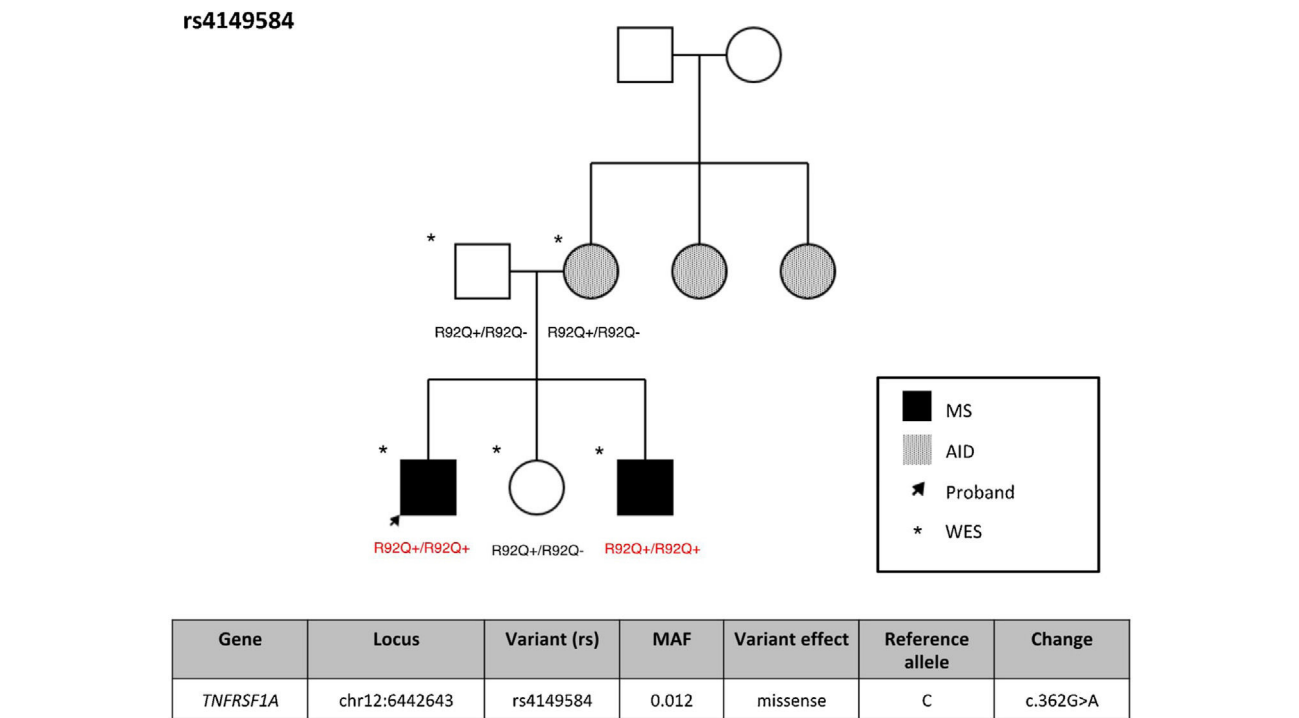 rs4149584
* *
R92Q+/R92Q- R92Q+/R92Q-
* * *
R92Q+/R92Q+ R92Q+/R92Q- R92Q+/R92Q+
MS
AID
Proband
* WES
Gene Locus Variant (rs) MAF Variant effect Reference allele Change
TNFRSF1A chr12:6442643 rs4149584 0.012 missense C c.362G>A